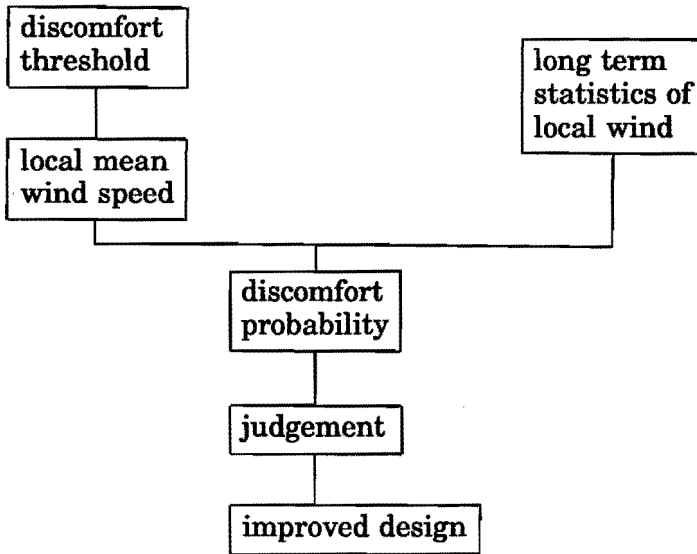 discomfort
threshold
long term
statistics of
local wind
local mean
wind speed
discomfort
probability
judgement
improved design